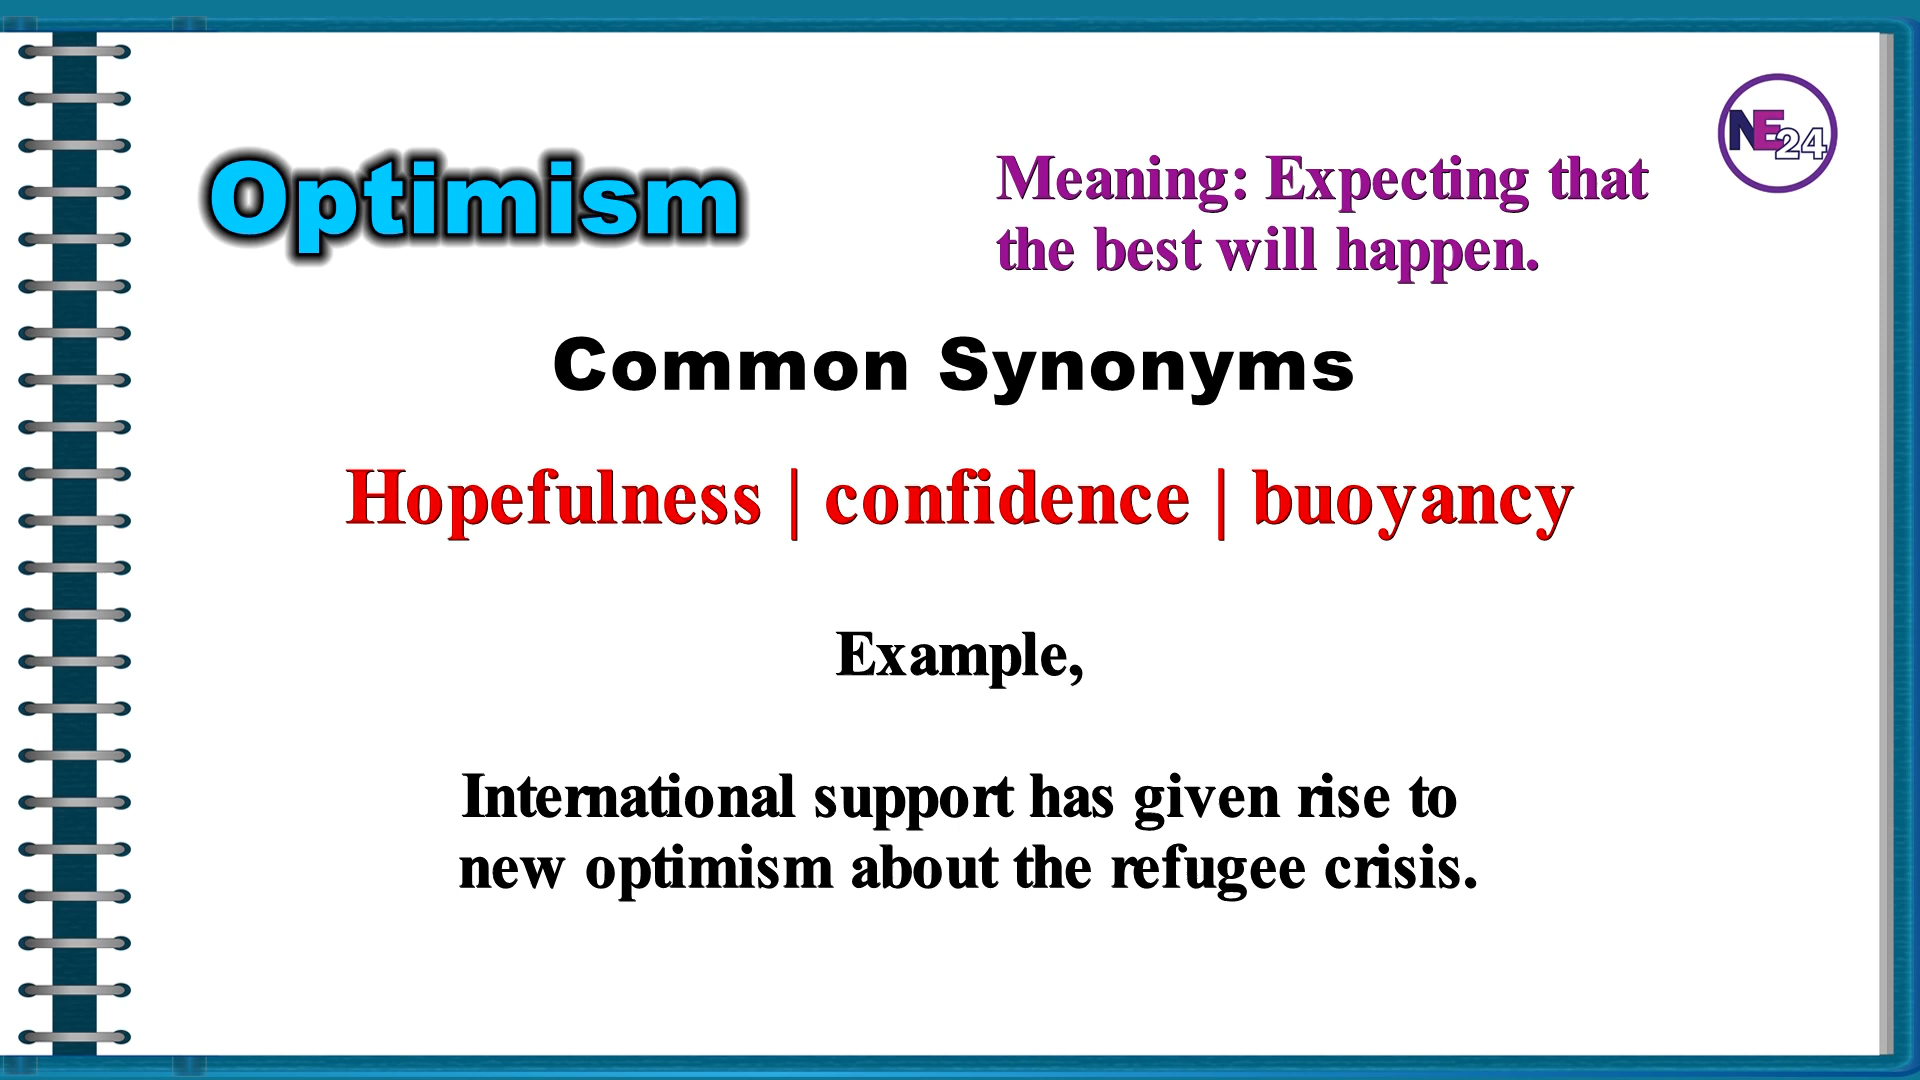 Optimism
Meaning: Expecting that
the best will happen.
NE24
Common Synonyms
Hopefulness | confidence | buoyancy
Example,
International support has given rise to
new optimism about the refugee crisis.